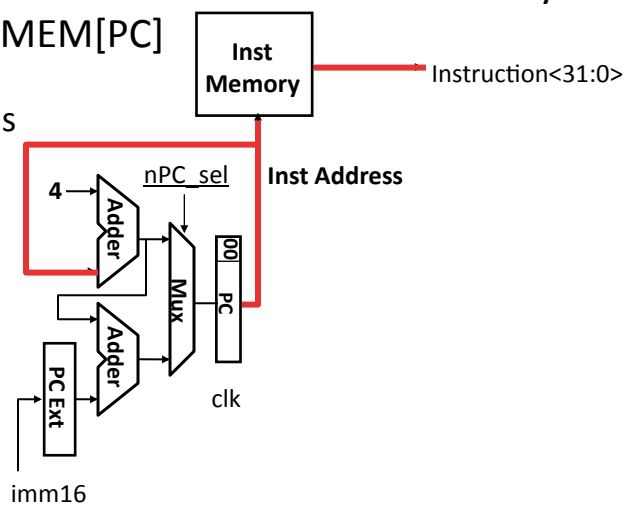 MEM[PC]
Inst
Memory
Instruction<31:0>
s
4
nPC_sel
Inst Address
Adder
00
Mux
PC
Adder
PC Ext
clk
imm16